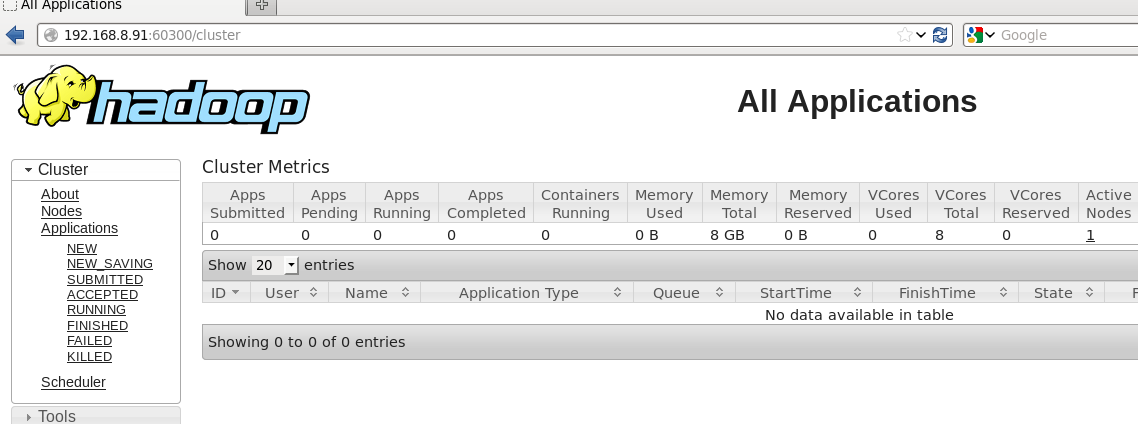 All Applications
192.168.8.91:60300/cluster
Google
hadoop
All Applications
Cluster
About
Nodes
Applications
NEW
NEW_SAVING
SUBMITTED
ACCEPTED
RUNNING
FINISHED
FAILED
KILLED
Scheduler
Tools
Cluster Metrics
Apps Submitted Apps Pending Apps Running Apps Completed Containers Running Memory Used Memory Total Memory Reserved VCores Used VCores Total VCores Reserved Active Nodes
0 0 0 0 0 0 B 8 GB 0 B 0 8 0 1
Show 20 entries
ID User Name Application Type Queue StartTime FinishTime State
No data available in table
Showing 0 to 0 of 0 entries